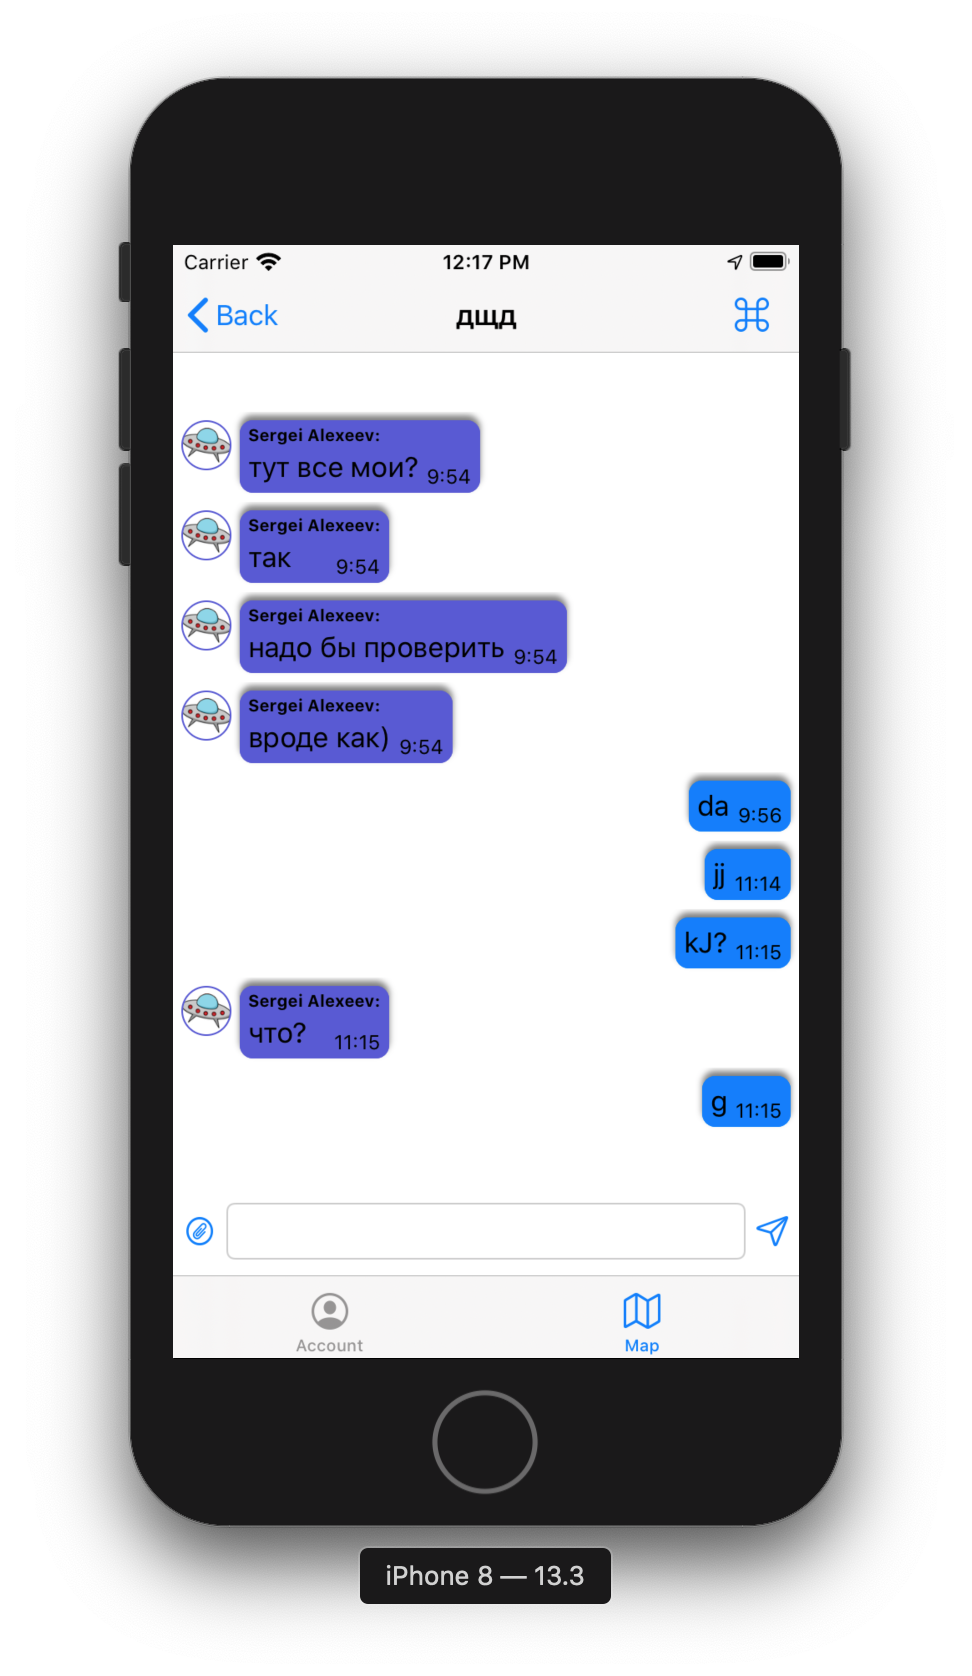 Carrier 12:17 PM
Back дщд
Sergei Alexeev:
тут все мои? 9:54
Sergei Alexeev:
так 9:54
Sergei Alexeev:
надо бы проверить 9:54
Sergei Alexeev:
вроде как) 9:54
da 9:56
jj 11:14
kJ? 11:15
Sergei Alexeev:
что? 11:15
g 11:15
Account Map
iPhone 8 — 13.3